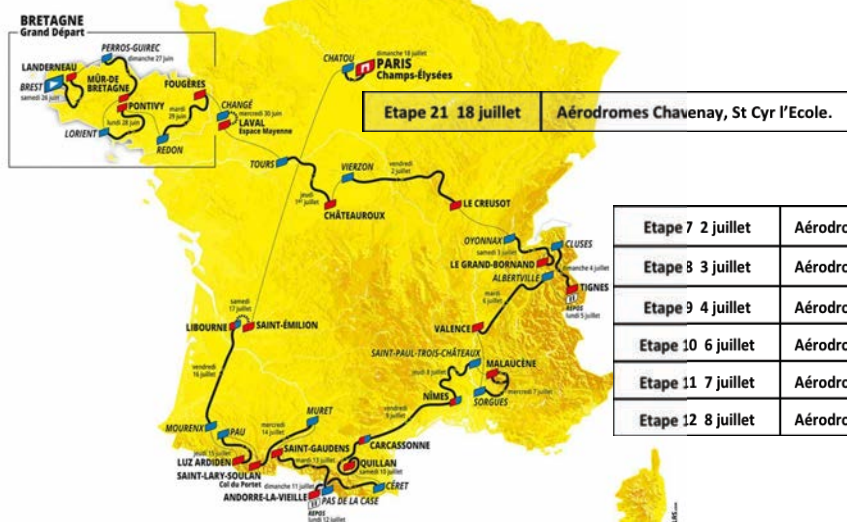 BRETAGNE
Grand Départ
PERROS-GUIREC
dimanche 27 juin
LANDERNEAU
BREST
samedi 26 juin
MÛR-DE-
BRETAGNE
PONTIVY
lundi 28 juin
LORIENT
FOUGÈRES
mardi
29 juin
REDON
CHANGÉ
mercredi 30 juin
LAVAL
Espace Mayenne
CHATOU
dimanche 18 juillet
PARIS
Champs-Élysées
Etape 21 18 juillet
Aérodromes Chavenay, St Cyr l'Ecole.
TOURS
jeudi
1er juillet
CHÂTEAUROUX
VIERZON
vendredi
2 juillet
LE CREUSOT
OYONNAX
samedi 3 juillet
CLUSES
LE GRAND-BORNAND
dimanche 4 juillet
ALBERTVILLE
TIGNES
REPOS
lundi 5 juillet
mardi
6 juillet
VALENCE
Etape 7 2 juillet
Aérodro
Etape 8 3 juillet
Aérodro
Etape 9 4 juillet
Aérodro
Etape 10 6 juillet
Aérodro
Etape 11 7 juillet
Aérodro
Etape 12 8 juillet
Aérodro
samedi
17 juillet
LIBOURNE
SAINT-ÉMILION
vendredi
16 juillet
SAINT-PAUL-TROIS-CHÂTEAUX
jeudi 8 juillet
MALAUCÈNE
mercredi 7 juillet
SORGUES
NÎMES
vendredi
9 juillet
MOURENX
PAU
jeudi 15 juillet
LUZ ARDIDEN
SAINT-LARY-SOULAN
Col du Portet
mercredi
14 juillet
MURET
SAINT-GAUDENS
mardi 13 juillet
CARCASSONNE
QUILLAN
samedi 10 juillet
CÉRET
dimanche 11 juillet
ANDORRE-LA-VIEILLE
PAS DE LA CASE
REPOS
lundi 12 juillet